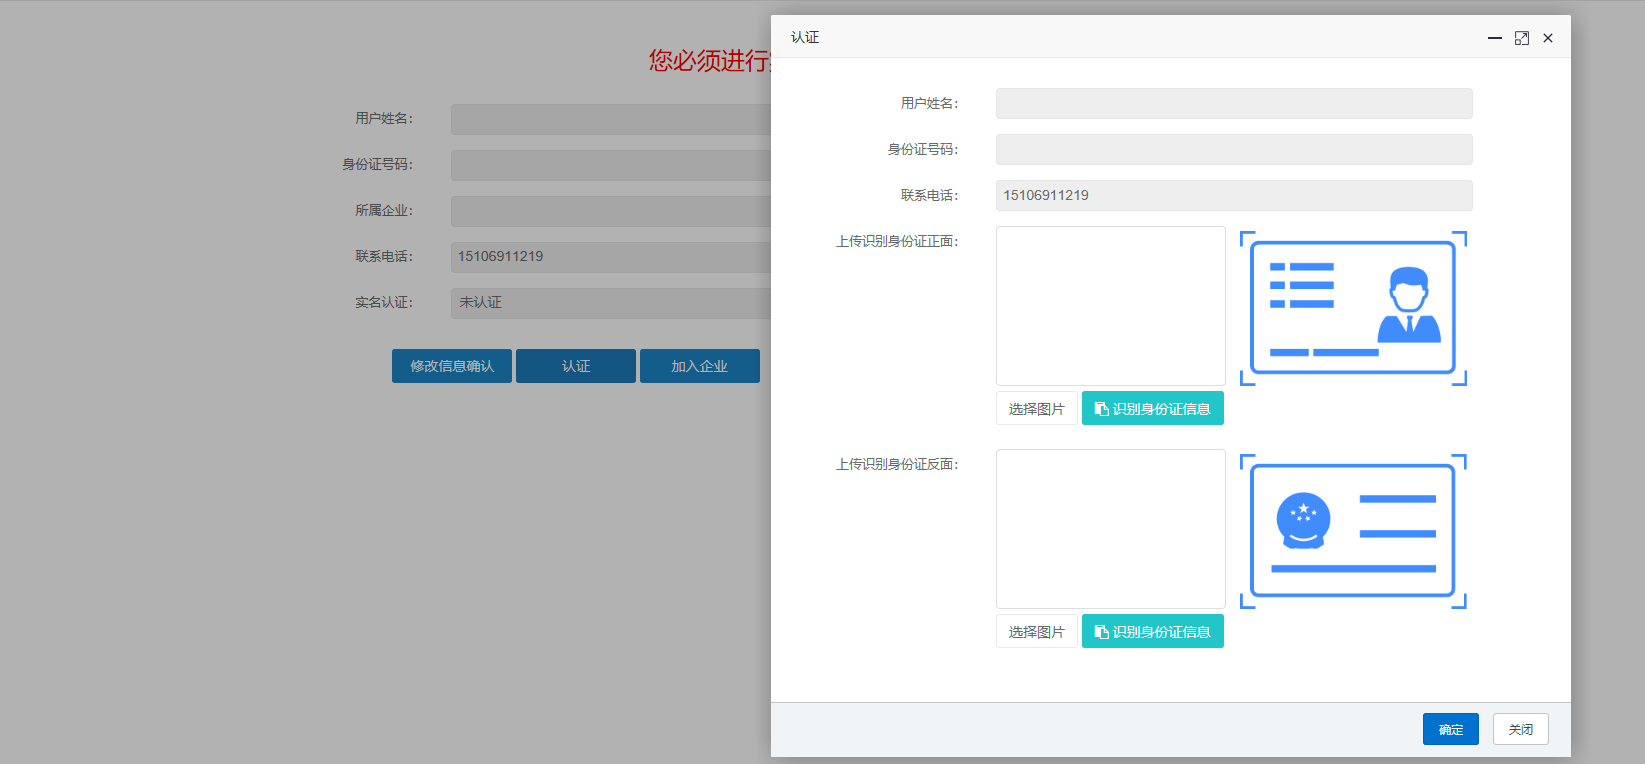 您必须进行
用户姓名：
身份证号码：
所属企业：
联系电话：
15106911219
实名认证：
未认证
修改信息确认
认证
加入企业
认证
用户姓名：
身份证号码：
联系电话：
15106911219
上传识别身份证正面：
选择图片
识别身份证信息
上传识别身份证反面：
选择图片
识别身份证信息
确定
关闭